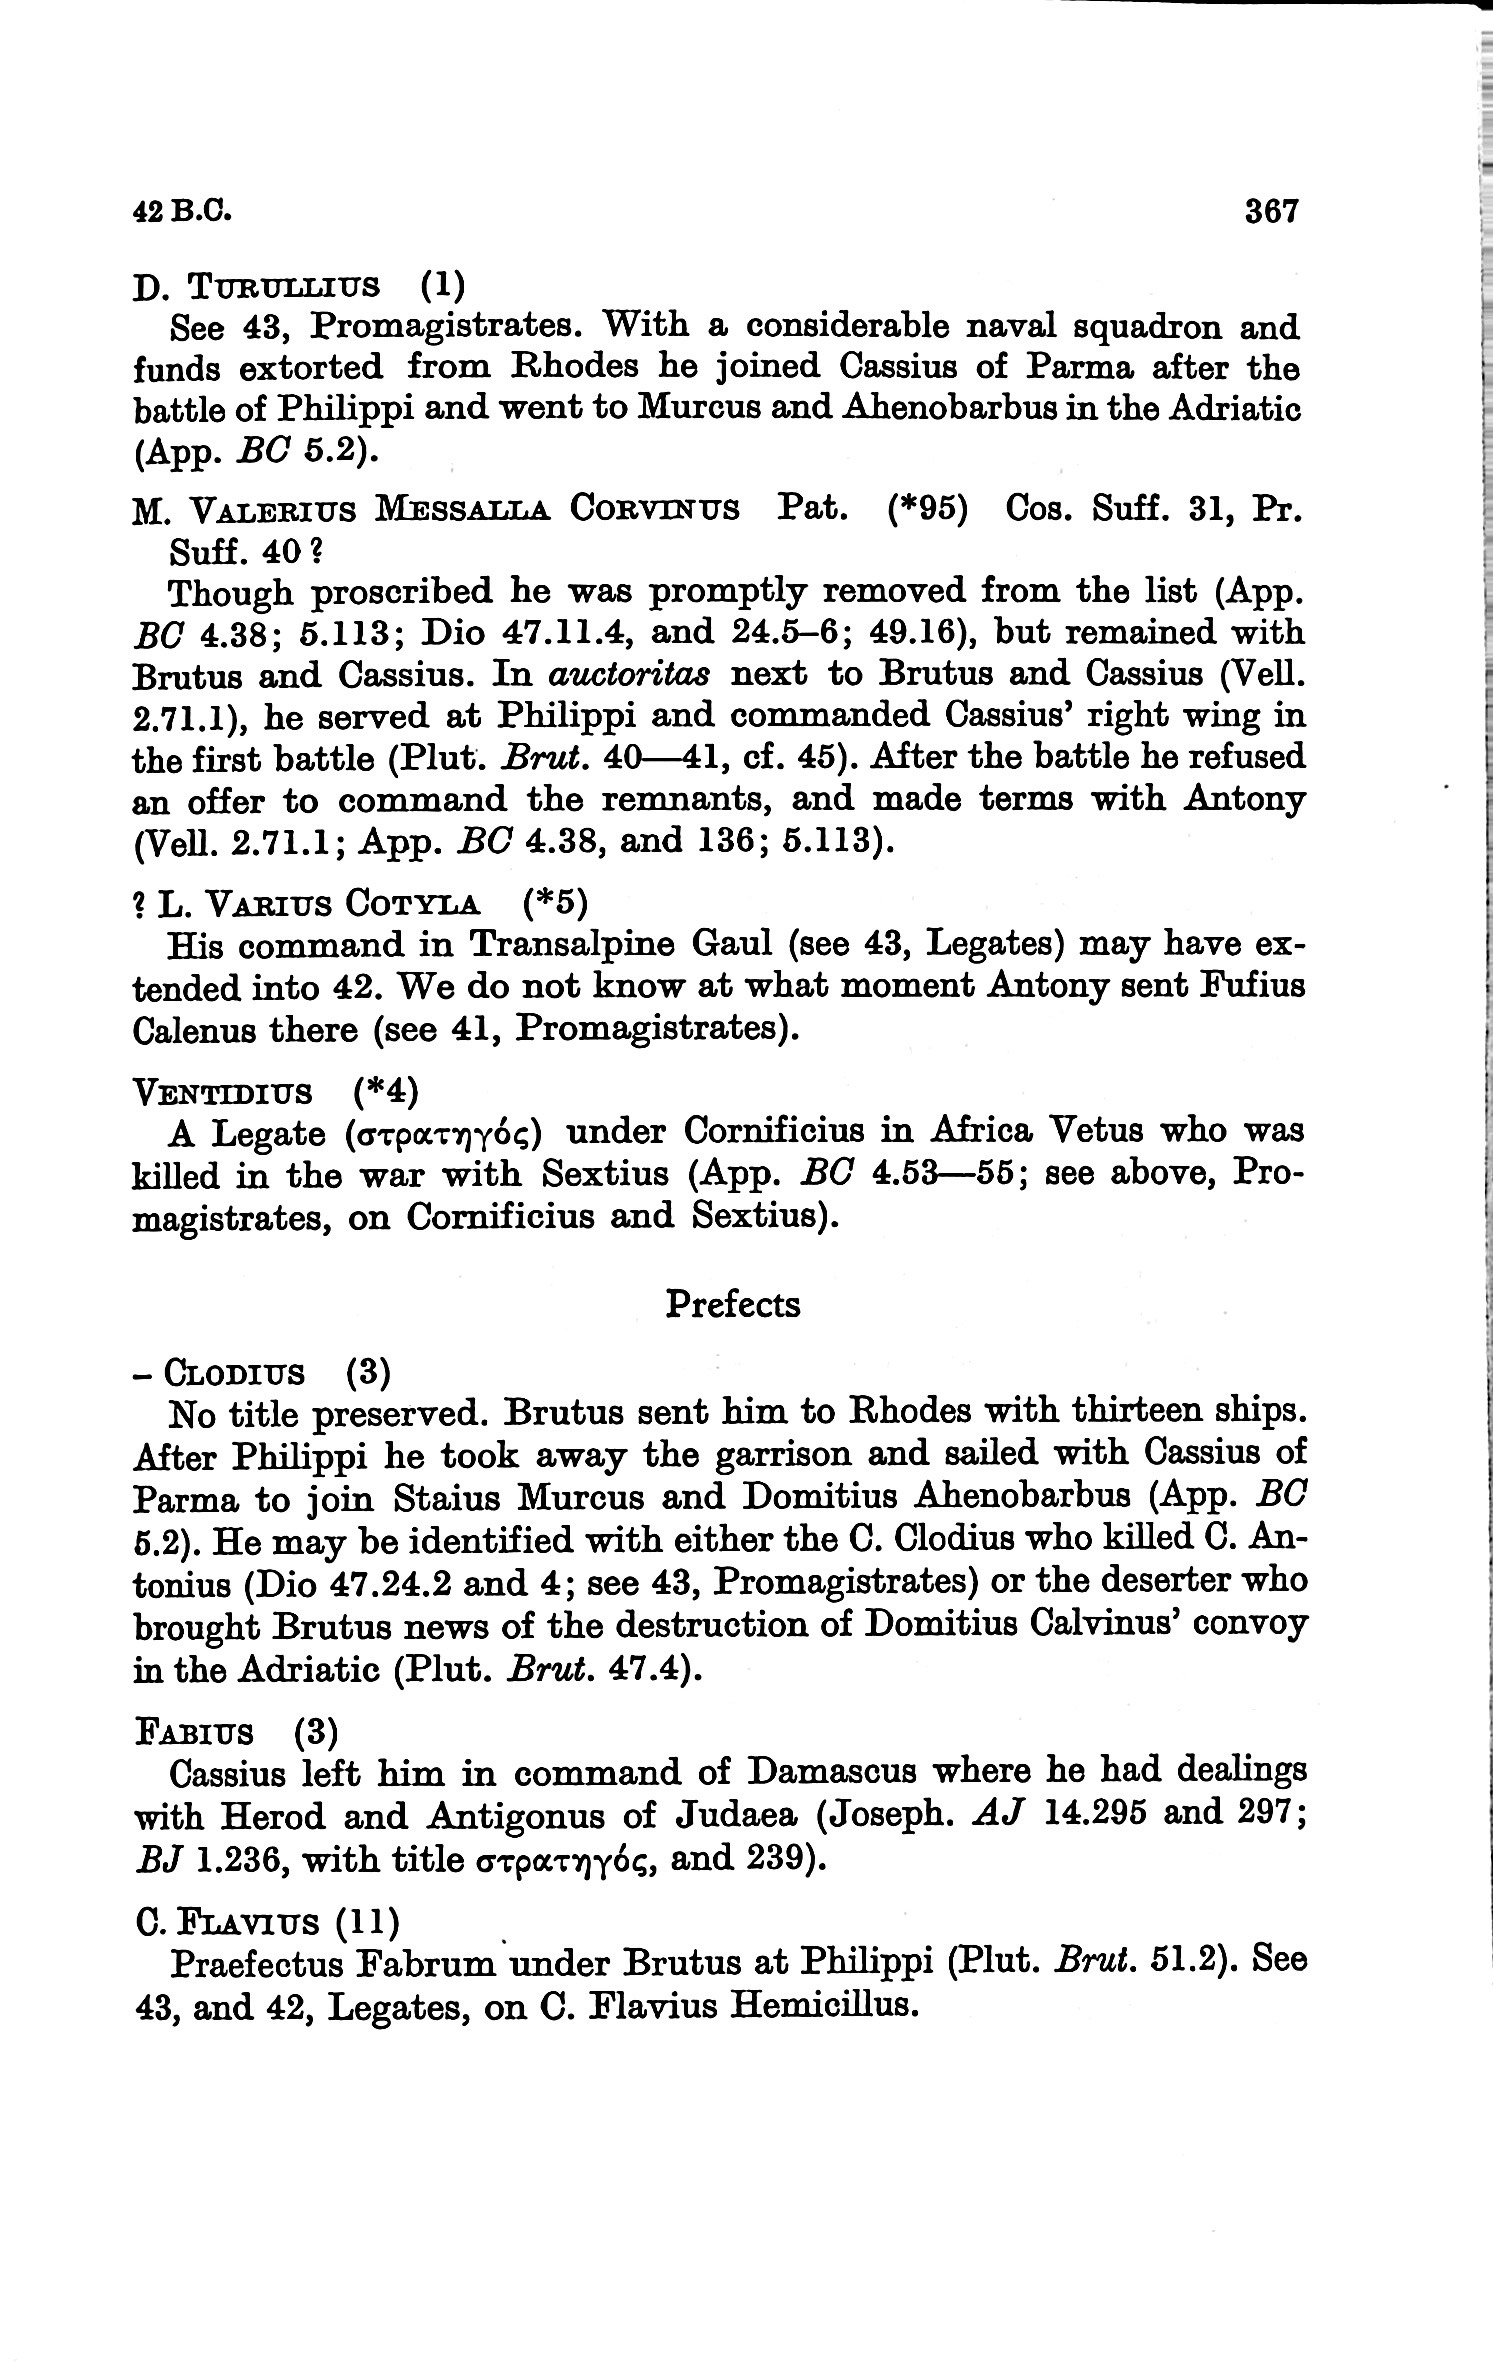 42 B.C. 367
D. TURULLIUS (1)
See 43, Promagistrates. With a considerable naval squadron and
funds extorted from Rhodes he joined Cassius of Parma after the
battle of Philippi and went to Murcus and Ahenobarbus in the Adriatic
(App. BC 5.2).
M. VALERIUS MESSALLA CORVINUS Pat. (*95) Cos. Suff. 31, Pr.
Suff. 40?
Though proscribed he was promptly removed from the list (App.
BC 4.38; 5.113; Dio 47.11.4, and 24.5–6; 49.16), but remained with
Brutus and Cassius. In auctoritas next to Brutus and Cassius (Vell.
2.71.1), he served at Philippi and commanded Cassius’ right wing in
the first battle (Plut. Brut. 40—41, cf. 45). After the battle he refused
an offer to command the remnants, and made terms with Antony
(Vell. 2.71.1; App. BC 4.38, and 136; 5.113).
? L. VARIUS COTYLA (*5)
His command in Transalpine Gaul (see 43, Legates) may have ex-
tended into 42. We do not know at what moment Antony sent Fufius
Calenus there (see 41, Promagistrates).
VENTIDIUS (*4)
A Legate (στρατηγός) under Cornificius in Africa Vetus who was
killed in the war with Sextius (App. BC 4.53—55; see above, Pro-
magistrates, on Cornificius and Sextius).
Prefects
– CLODIUS (3)
No title preserved. Brutus sent him to Rhodes with thirteen ships.
After Philippi he took away the garrison and sailed with Cassius of
Parma to join Staius Murcus and Domitius Ahenobarbus (App. BC
5.2). He may be identified with either the C. Clodius who killed C. An-
tonius (Dio 47.24.2 and 4; see 43, Promagistrates) or the deserter who
brought Brutus news of the destruction of Domitius Calvinus’ convoy
in the Adriatic (Plut. Brut. 47.4).
FABIUS (3)
Cassius left him in command of Damascus where he had dealings
with Herod and Antigonus of Judaea (Joseph. AJ 14.295 and 297;
BJ 1.236, with title στρατηγός, and 239).
C. FLAVIUS (11)
Praefectus Fabrum under Brutus at Philippi (Plut. Brut. 51.2). See
43, and 42, Legates, on C. Flavius Hemicillus.